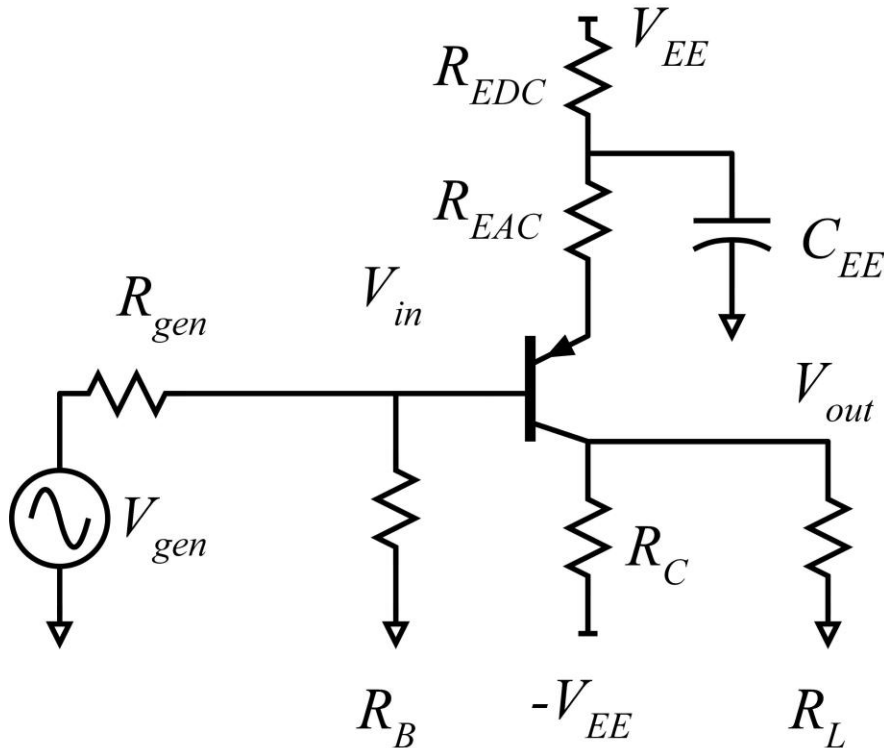 V_EE
R_EDC
R_EAC
C_EE
V_in
R_gen
V_out
V_gen
R_C
R_B
-V_EE
R_L